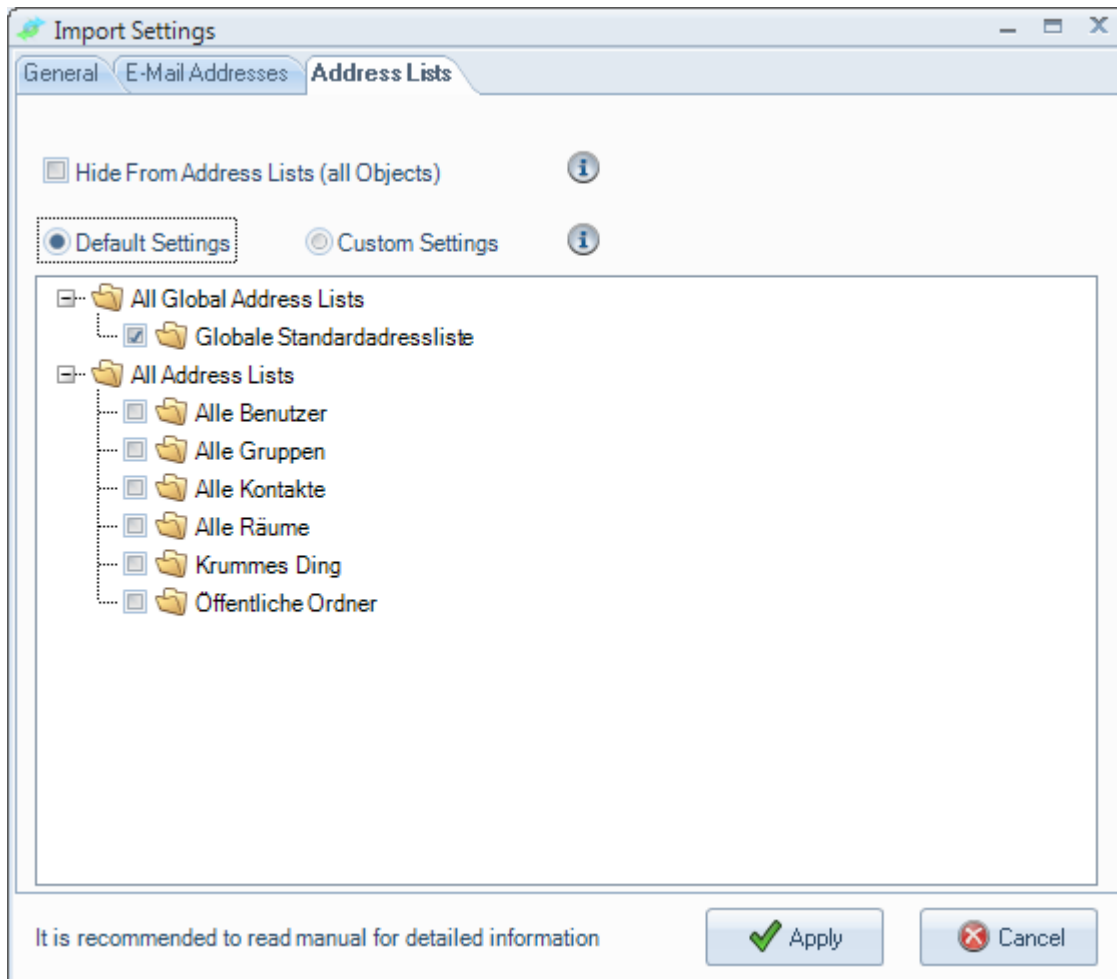 Import Settings
General E-Mail Addresses Address Lists
Hide From Address Lists (all Objects)
Default Settings Custom Settings
All Global Address Lists
Globale Standardadressliste
All Address Lists
Alle Benutzer
Alle Gruppen
Alle Kontakte
Alle Räume
Krummes Ding
Öffentliche Ordner
It is recommended to read manual for detailed information Apply Cancel